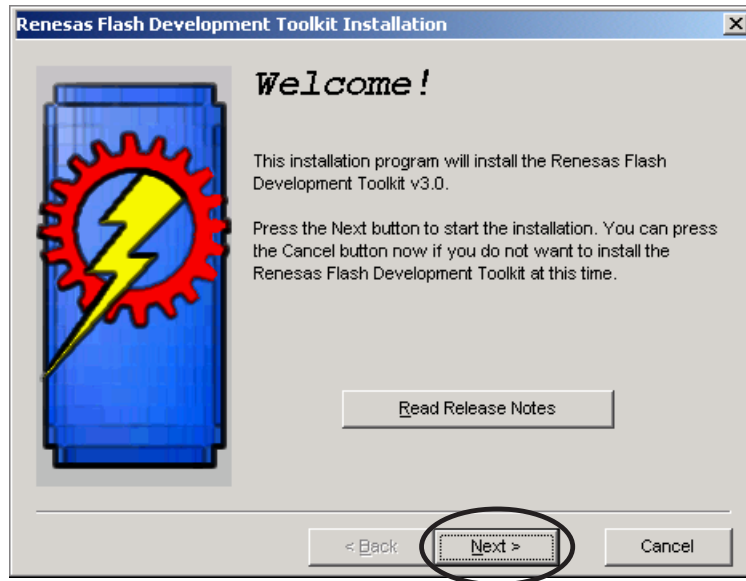 Renesas Flash Development Toolkit Installation
Welcome!
This installation program will install the Renesas Flash
Development Toolkit v3.0.
Press the Next button to start the installation. You can press
the Cancel button now if you do not want to install the
Renesas Flash Development Toolkit at this time.
Read Release Notes
< Back Next > Cancel